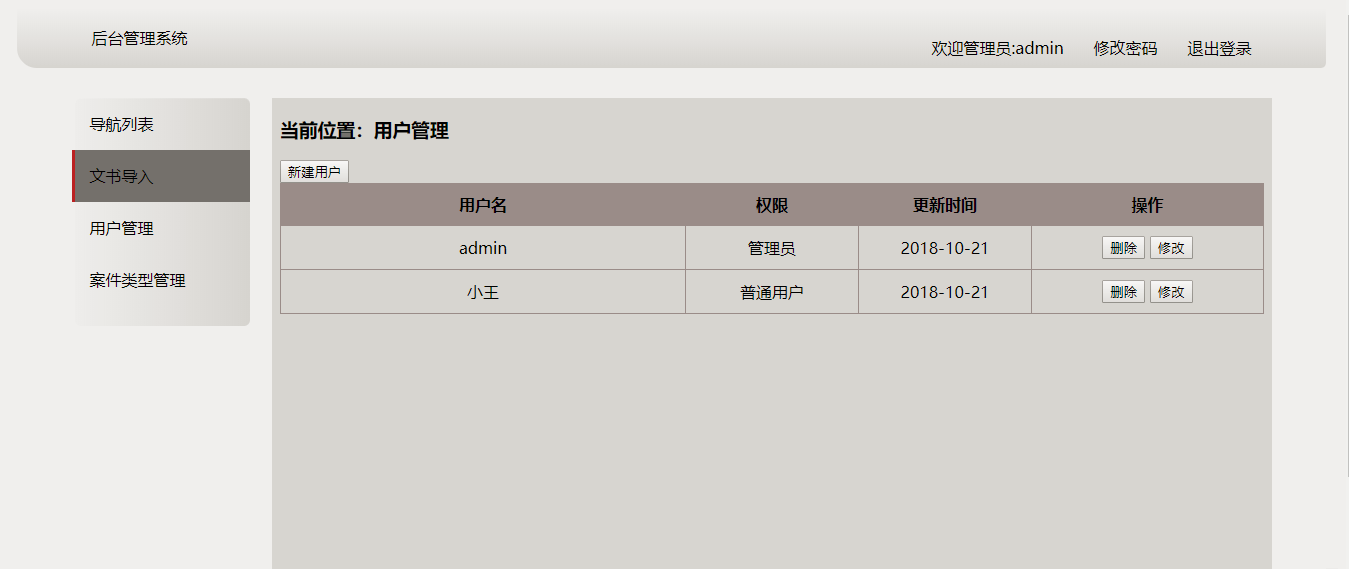 后台管理系统
欢迎管理员:admin 修改密码 退出登录
导航列表
文书导入
用户管理
案件类型管理
当前位置：用户管理
新建用户
用户名 权限 更新时间 操作
admin 管理员 2018-10-21 删除 修改
小王 普通用户 2018-10-21 删除 修改